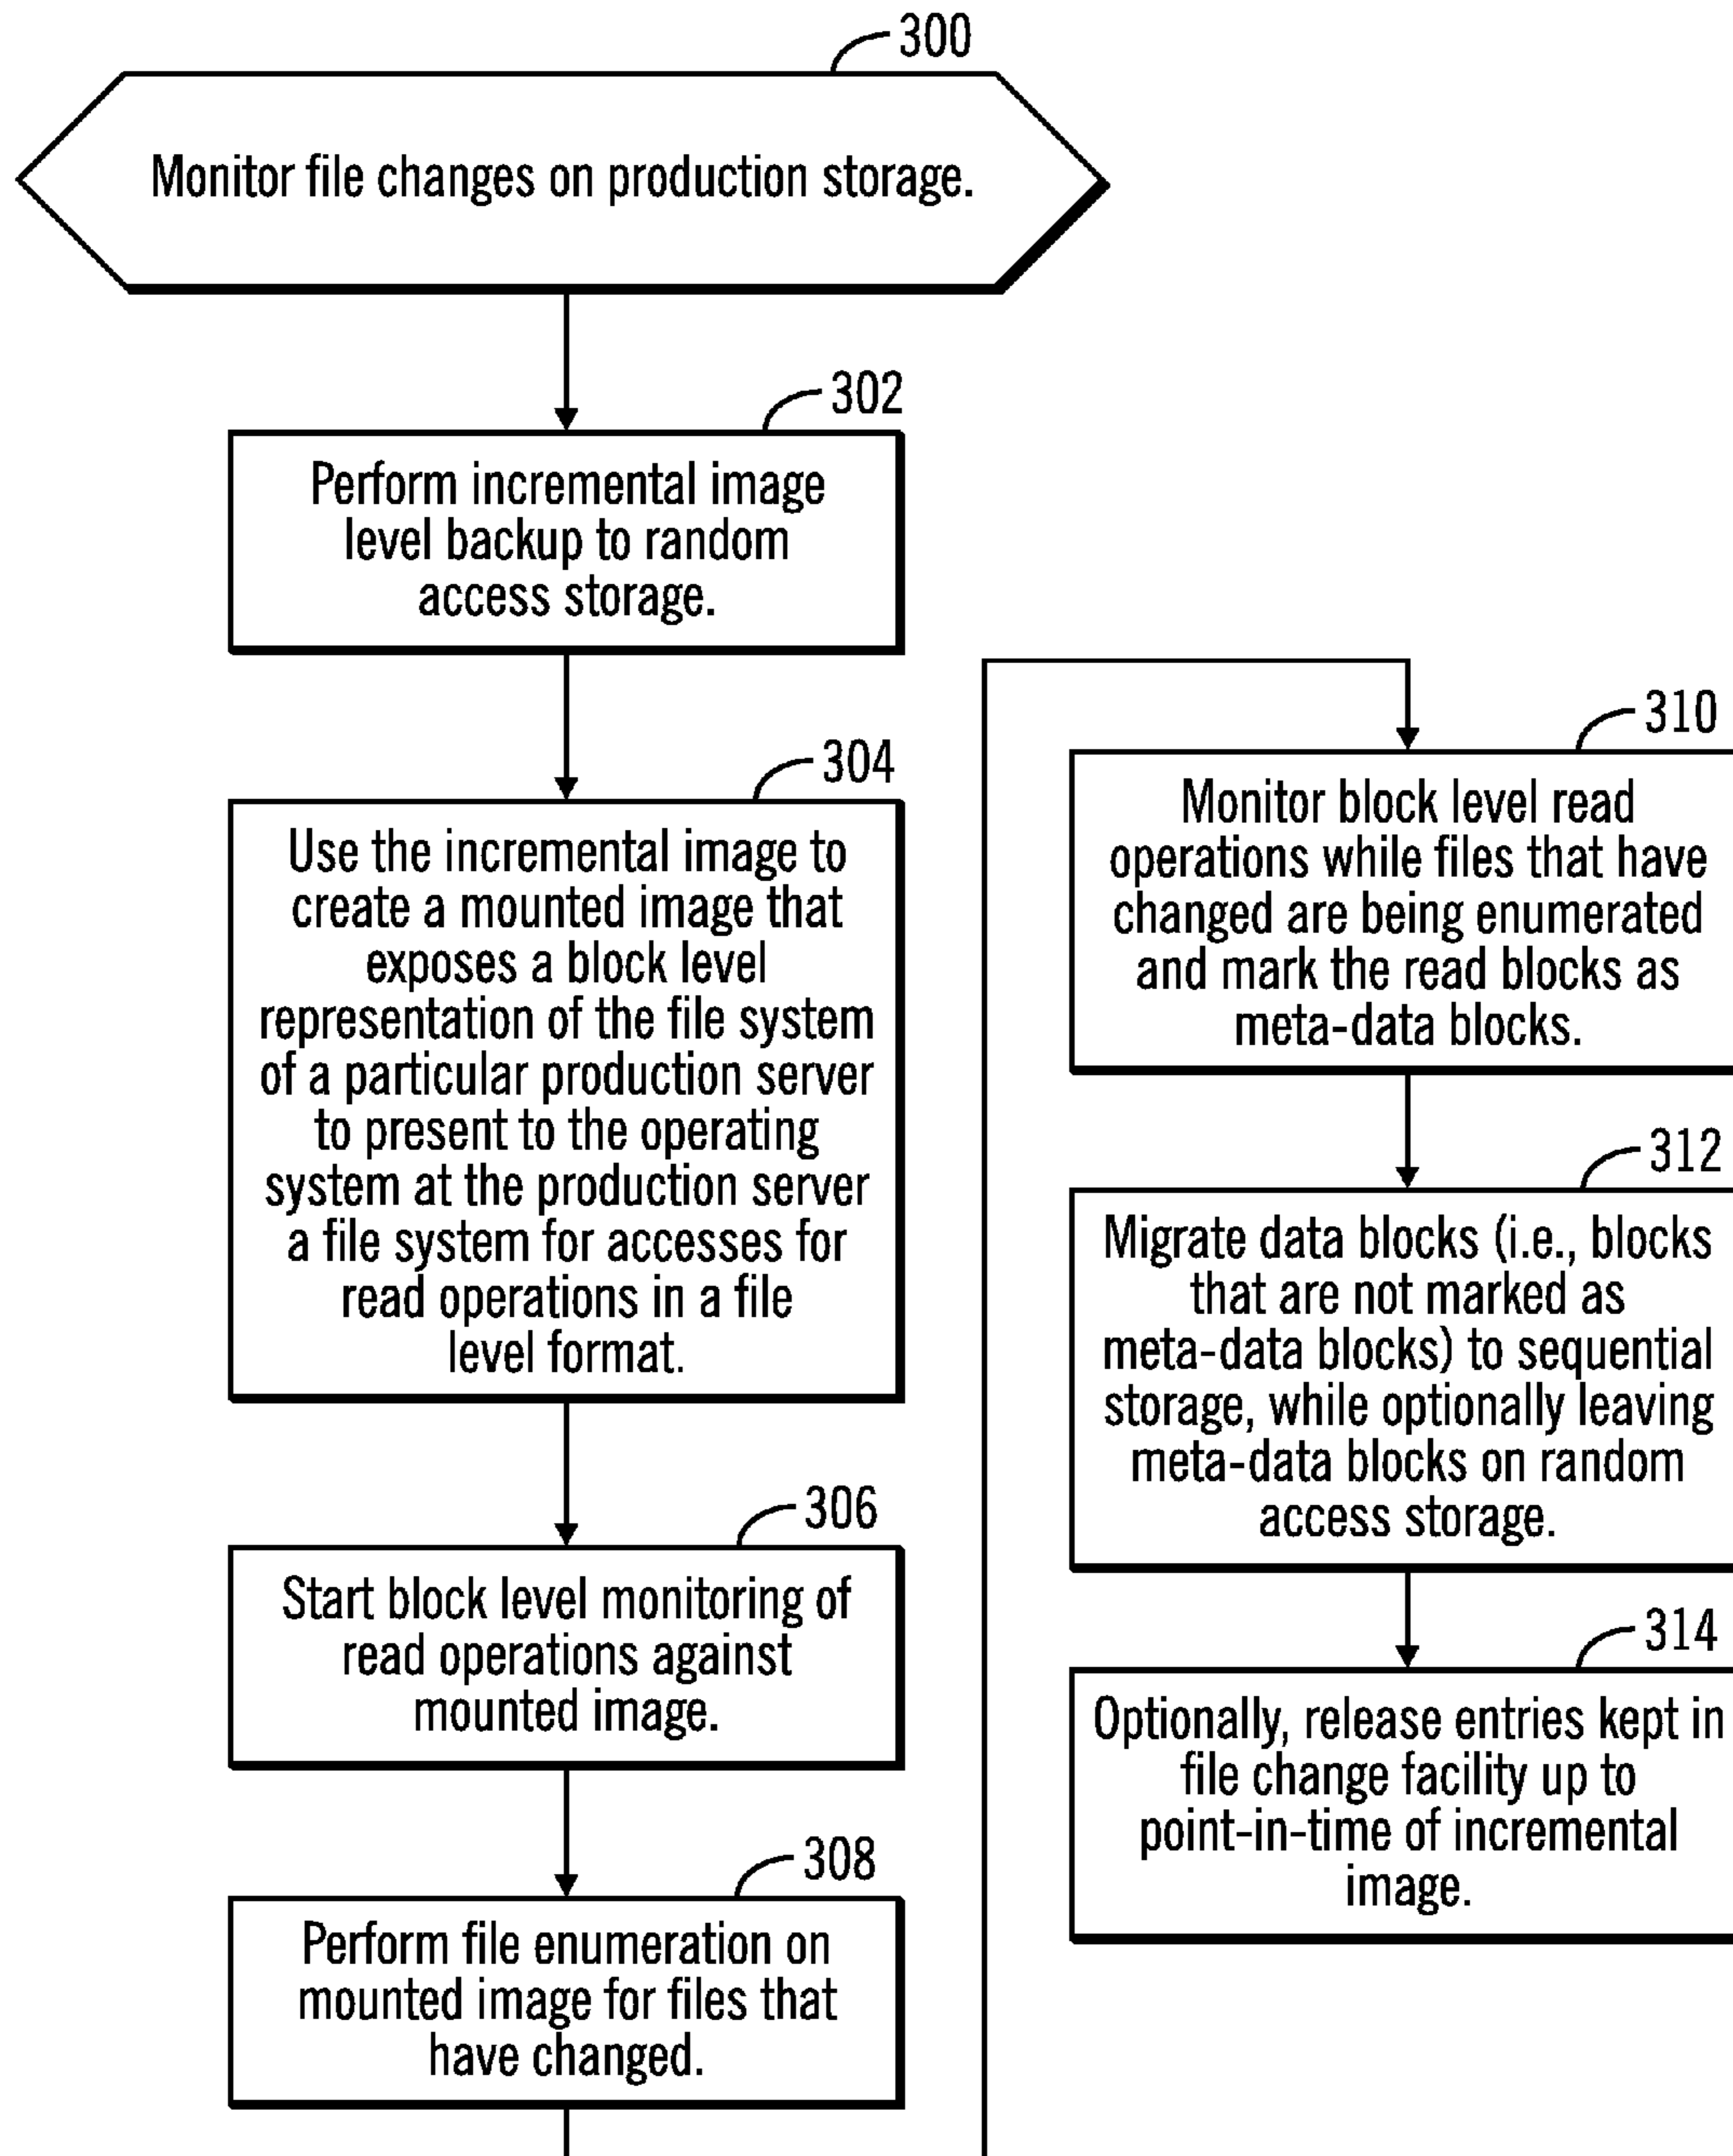 300
Monitor file changes on production storage.
302
Perform incremental image
level backup to random
access storage.
304
Use the incremental image to
create a mounted image that
exposes a block level
representation of the file system
of a particular production server
to present to the operating
system at the production server
a file system for accesses for
read operations in a file
level format.
306
Start block level monitoring of
read operations against
mounted image.
308
Perform file enumeration on
mounted image for files that
have changed.
310
Monitor block level read
operations while files that have
changed are being enumerated
and mark the read blocks as
meta-data blocks.
312
Migrate data blocks (i.e., blocks
that are not marked as
meta-data blocks) to sequential
storage, while optionally leaving
meta-data blocks on random
access storage.
314
Optionally, release entries kept in
file change facility up to
point-in-time of incremental
image.